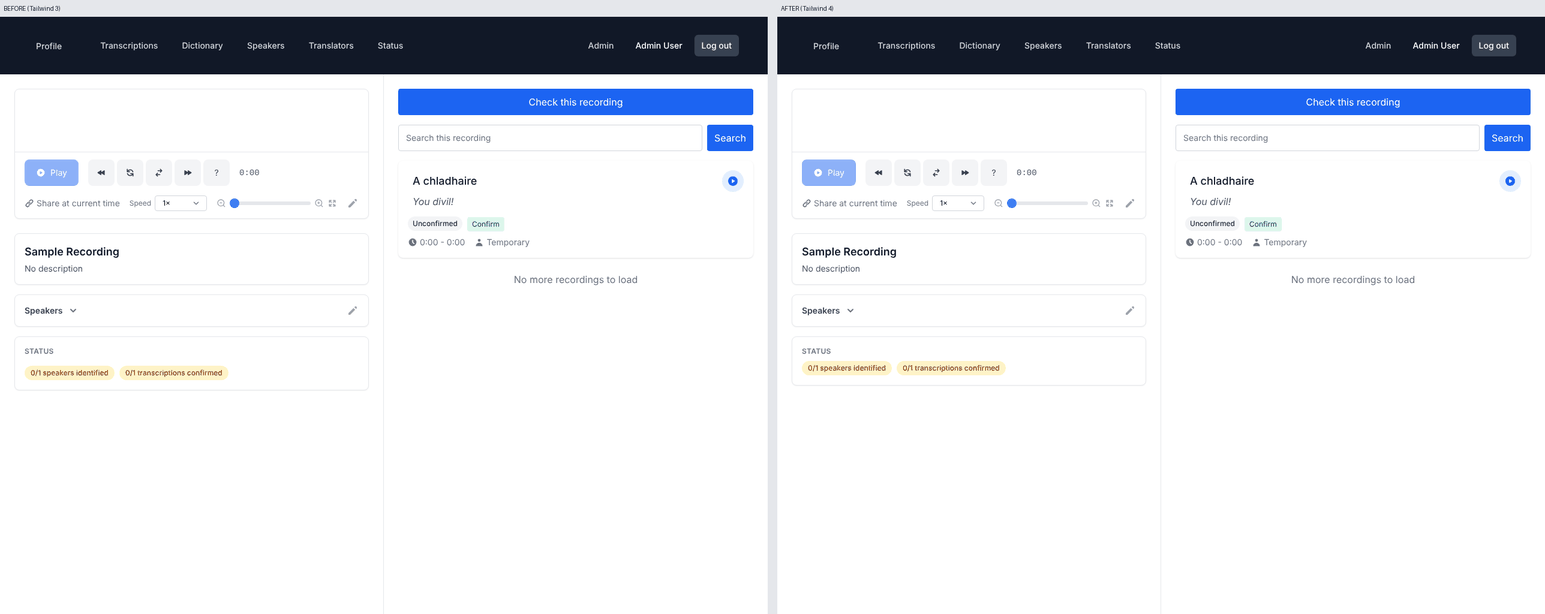 BEFORE (Tailwind 3)
Profile Transcriptions Dictionary Speakers Translators Status Admin Admin User Log out
Check this recording
Search this recording Search
Play ? 0:00
Share at current time Speed 1×
A chladhaire
You divil!
Unconfirmed Confirm
0:00 - 0:00 Temporary
No more recordings to load
Sample Recording
No description
Speakers
STATUS
0/1 speakers identified 0/1 transcriptions confirmed
AFTER (Tailwind 4)
Profile Transcriptions Dictionary Speakers Translators Status Admin Admin User Log out
Check this recording
Search this recording Search
Play ? 0:00
Share at current time Speed 1×
A chladhaire
You divil!
Unconfirmed Confirm
0:00 - 0:00 Temporary
No more recordings to load
Sample Recording
No description
Speakers
STATUS
0/1 speakers identified 0/1 transcriptions confirmed